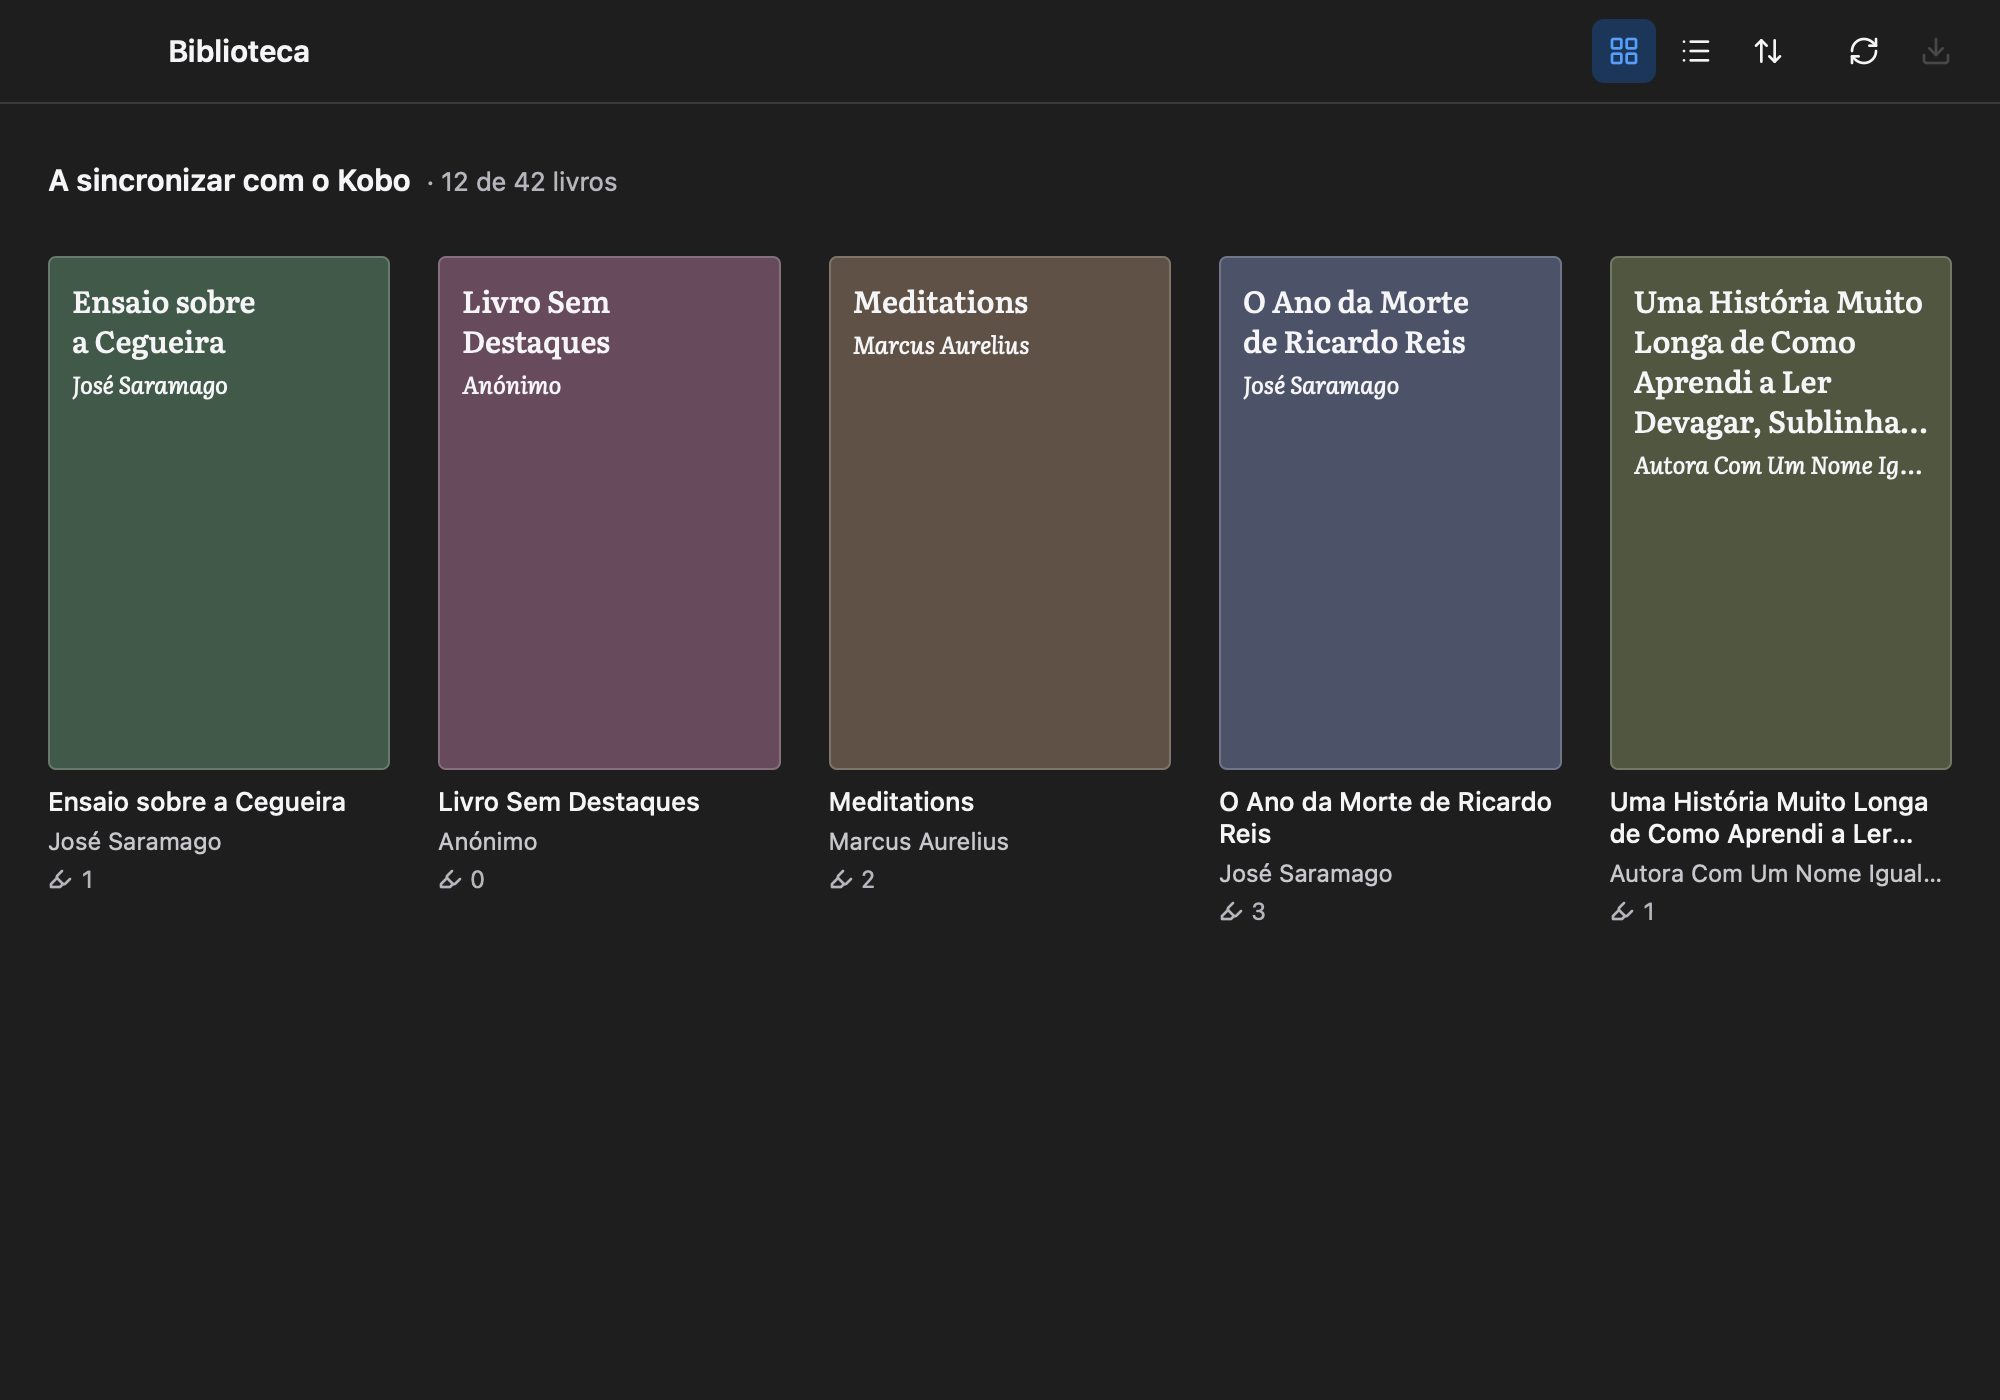 Biblioteca
A sincronizar com o Kobo · 12 de 42 livros
Ensaio sobre
a Cegueira
José Saramago
Livro Sem
Destaques
Anónimo
Meditations
Marcus Aurelius
O Ano da Morte
de Ricardo Reis
José Saramago
Uma História Muito
Longa de Como
Aprendi a Ler
Devagar, Sublinha...
Autora Com Um Nome Ig...
Ensaio sobre a Cegueira
José Saramago
1
Livro Sem Destaques
Anónimo
0
Meditations
Marcus Aurelius
2
O Ano da Morte de Ricardo
Reis
José Saramago
3
Uma História Muito Longa
de Como Aprendi a Ler...
Autora Com Um Nome Igual...
1